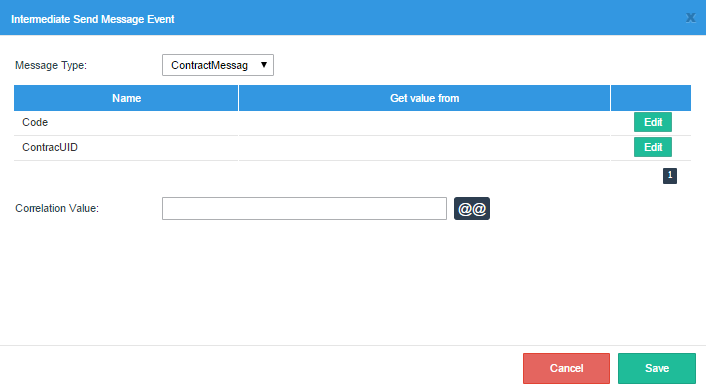 Intermediate Send Message Event x
Message Type: ContractMessag ▼
Name Get value from
Code Edit
ContracUID Edit
1
Correlation Value: @@
Cancel Save